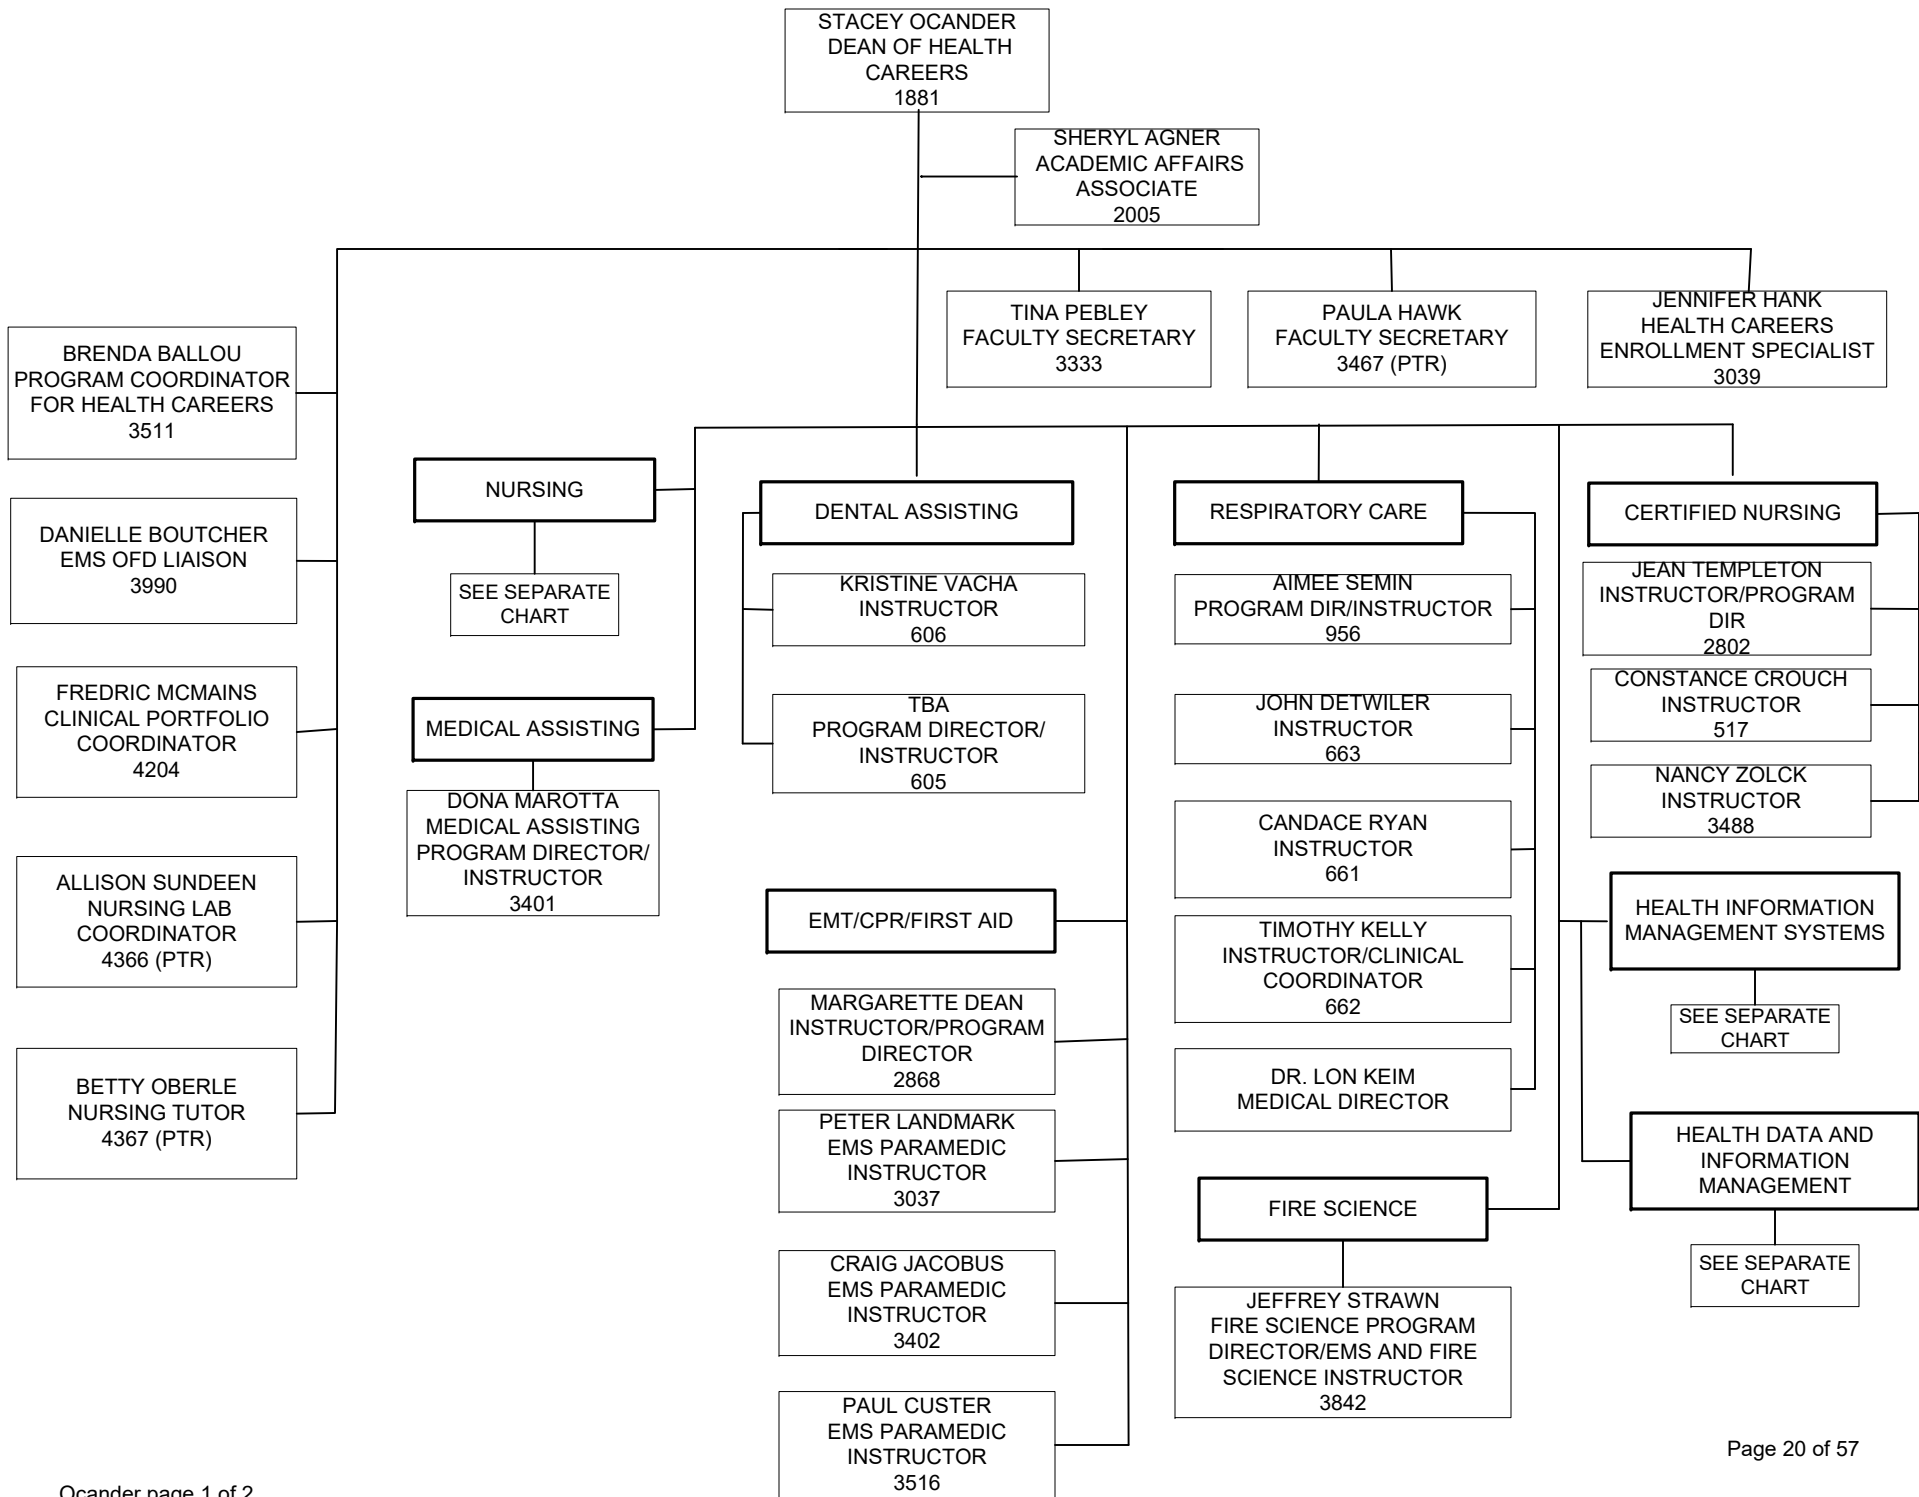 STACEY OCANDER
DEAN OF HEALTH
CAREERS
1881
SHERYL AGNER
ACADEMIC AFFAIRS
ASSOCIATE
2005
TINA PEBLEY
FACULTY SECRETARY
3333
PAULA HAWK
FACULTY SECRETARY
3467 (PTR)
JENNIFER HANK
HEALTH CAREERS
ENROLLMENT SPECIALIST
3039
BRENDA BALLOU
PROGRAM COORDINATOR
FOR HEALTH CAREERS
3511
DANIELLE BOUTCHER
EMS OFD LIAISON
3990
FREDRIC MCMAINS
CLINICAL PORTFOLIO
COORDINATOR
4204
ALLISON SUNDEEN
NURSING LAB
COORDINATOR
4366 (PTR)
BETTY OBERLE
NURSING TUTOR
4367 (PTR)
NURSING
SEE SEPARATE
CHART
MEDICAL ASSISTING
DONA MAROTTA
MEDICAL ASSISTING
PROGRAM DIRECTOR/
INSTRUCTOR
3401
DENTAL ASSISTING
KRISTINE VACHA
INSTRUCTOR
606
TBA
PROGRAM DIRECTOR/
INSTRUCTOR
605
EMT/CPR/FIRST AID
MARGARETTE DEAN
INSTRUCTOR/PROGRAM
DIRECTOR
2868
PETER LANDMARK
EMS PARAMEDIC
INSTRUCTOR
3037
CRAIG JACOBUS
EMS PARAMEDIC
INSTRUCTOR
3402
PAUL CUSTER
EMS PARAMEDIC
INSTRUCTOR
3516
RESPIRATORY CARE
AIMEE SEMIN
PROGRAM DIR/INSTRUCTOR
956
JOHN DETWILER
INSTRUCTOR
663
CANDACE RYAN
INSTRUCTOR
661
TIMOTHY KELLY
INSTRUCTOR/CLINICAL
COORDINATOR
662
DR. LON KEIM
MEDICAL DIRECTOR
FIRE SCIENCE
JEFFREY STRAWN
FIRE SCIENCE PROGRAM
DIRECTOR/EMS AND FIRE
SCIENCE INSTRUCTOR
3842
CERTIFIED NURSING
JEAN TEMPLETON
INSTRUCTOR/PROGRAM
DIR
2802
CONSTANCE CROUCH
INSTRUCTOR
517
NANCY ZOLCK
INSTRUCTOR
3488
HEALTH INFORMATION
MANAGEMENT SYSTEMS
SEE SEPARATE
CHART
HEALTH DATA AND
INFORMATION
MANAGEMENT
SEE SEPARATE
CHART
Page 20 of 57
Ocander page 1 of 2